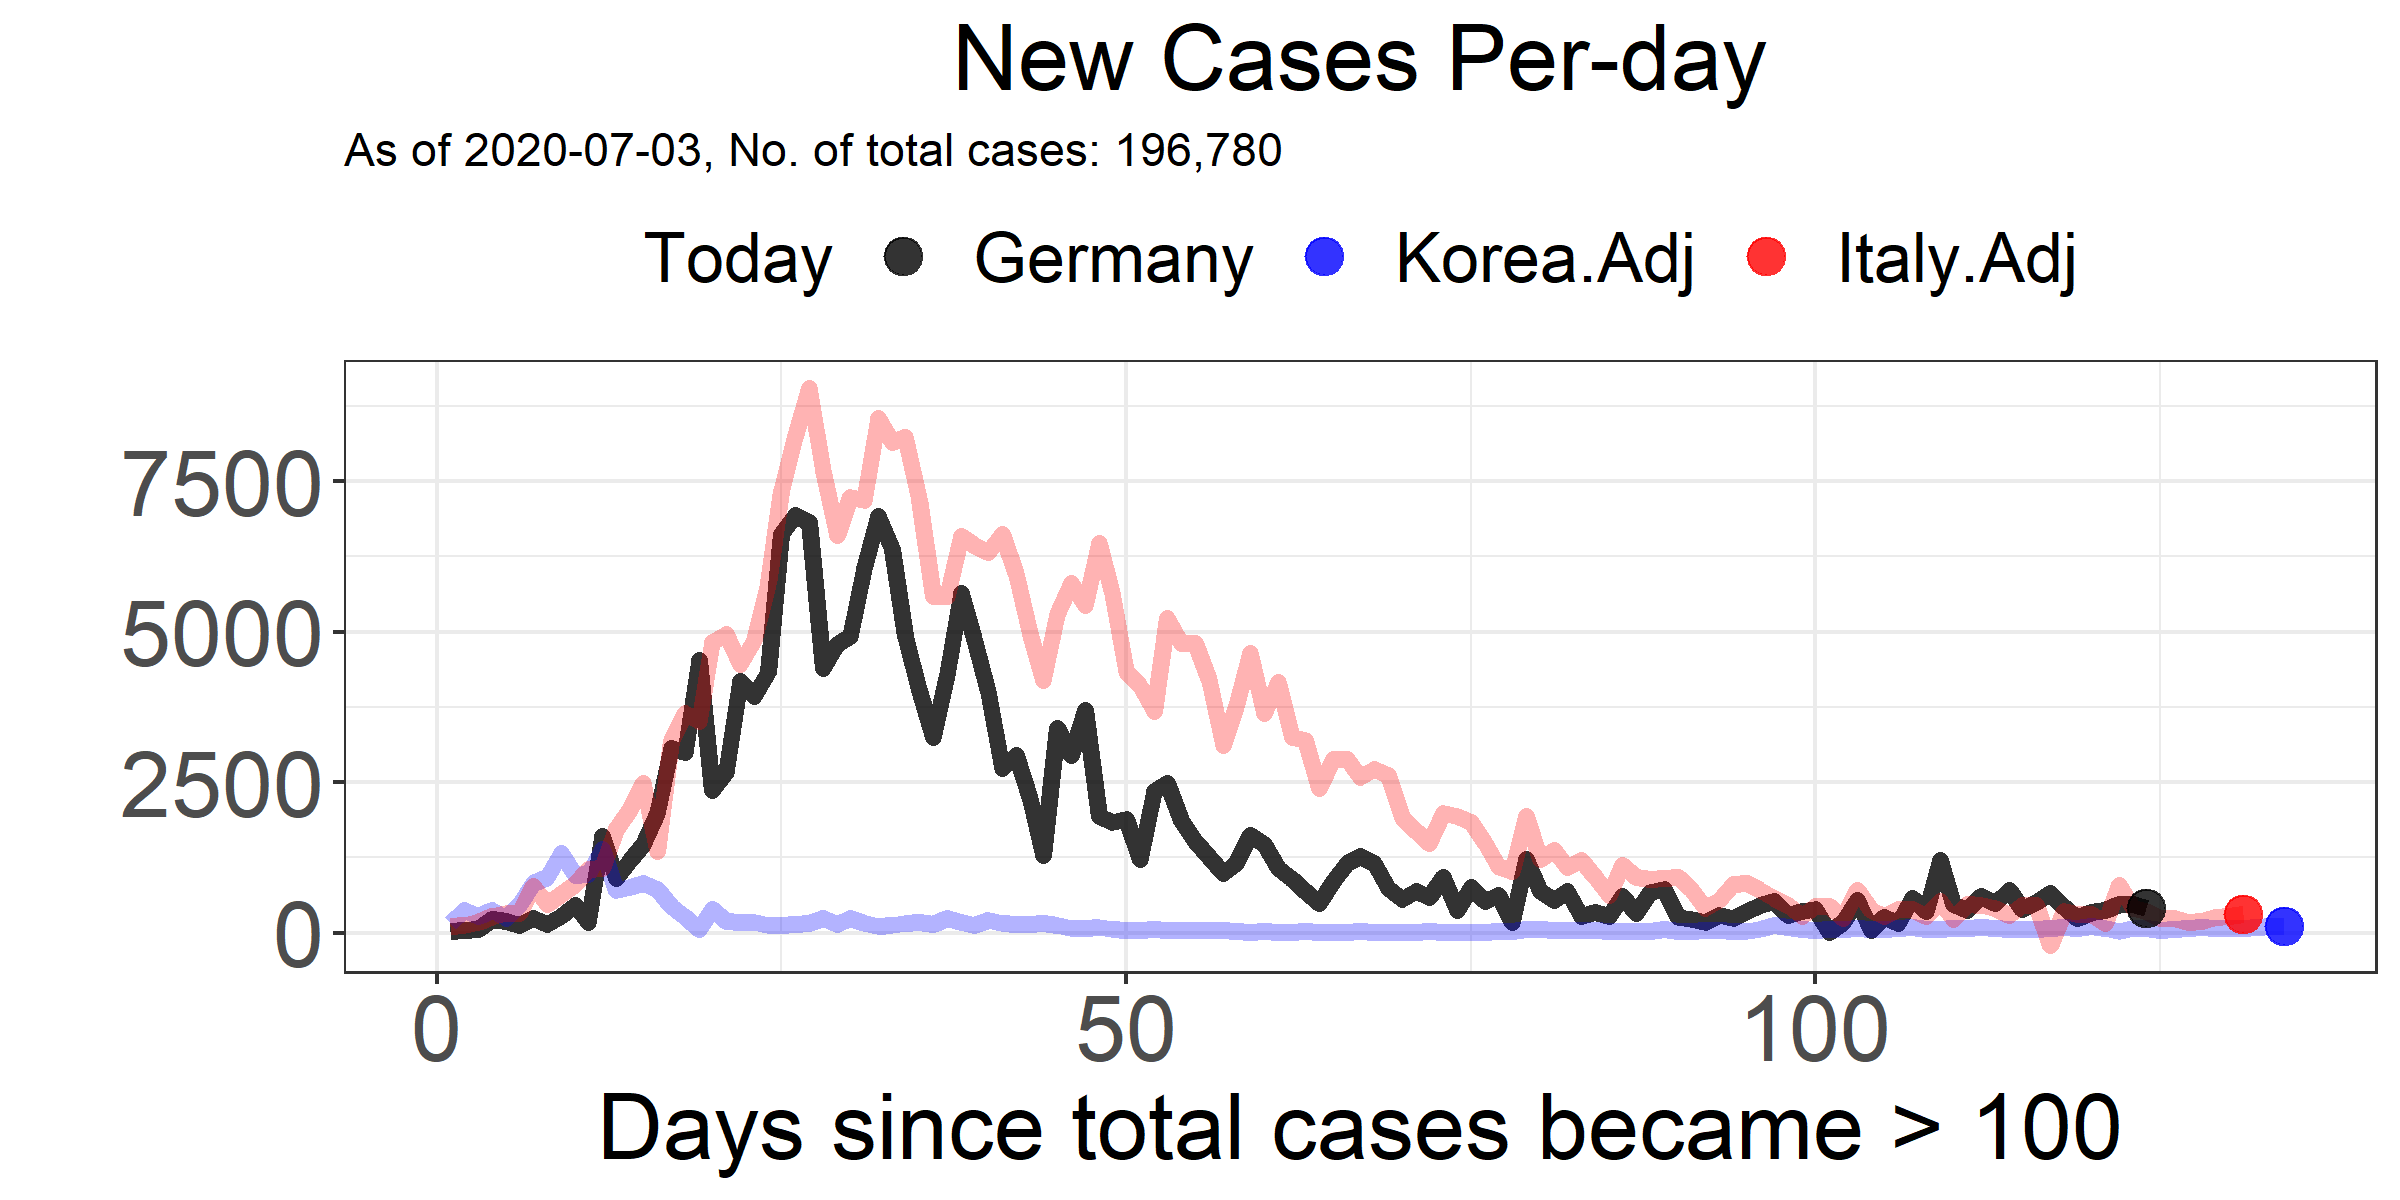 New Cases Per-day
As of 2020-07-03, No. of total cases: 196,780
Today Germany Korea.Adj Italy.Adj
7500
5000
2500
0
0 50 100
Days since total cases became > 100